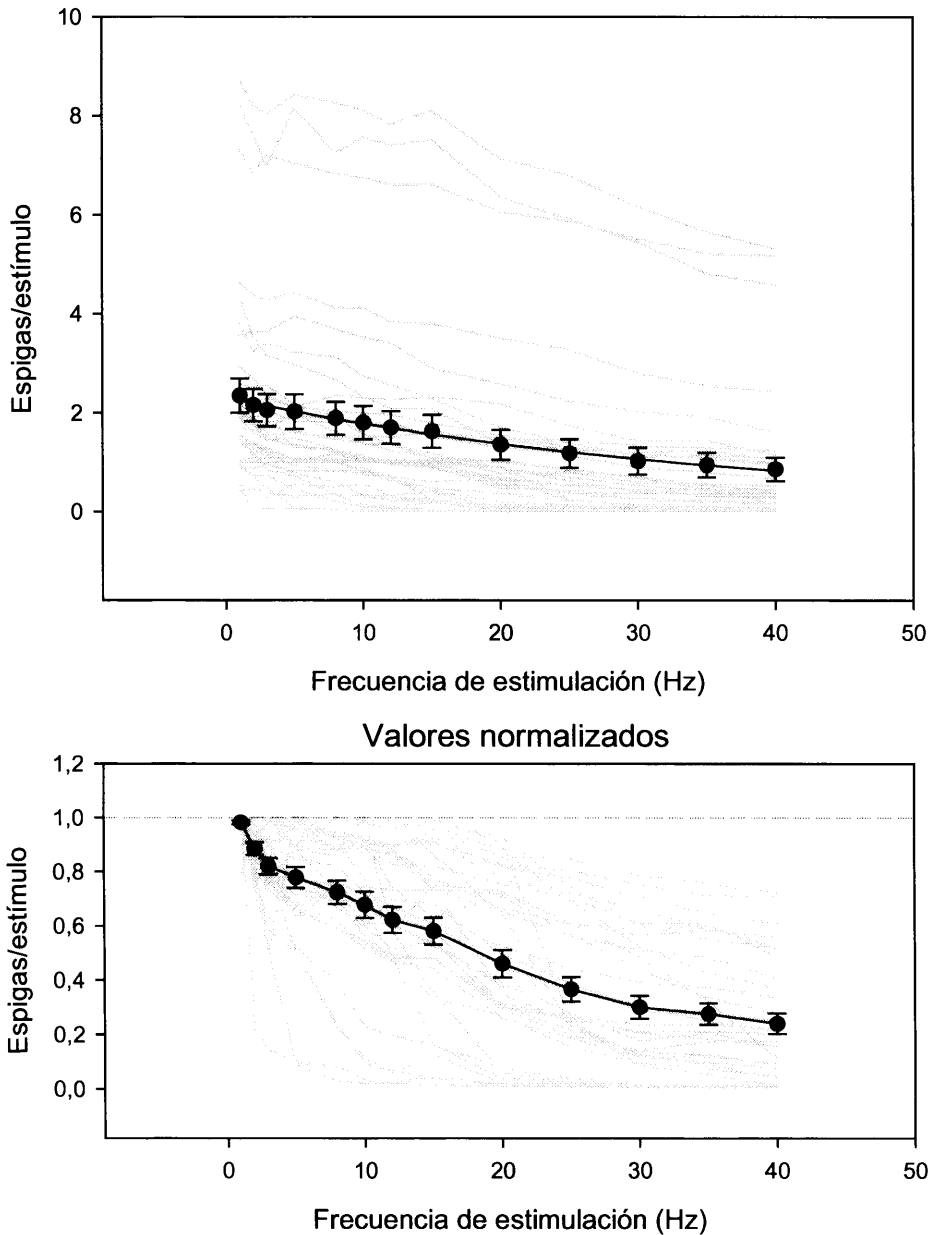 10
8
6
4
2
0
Espigas/estímulo
0 10 20 30 40 50
Frecuencia de estimulación (Hz)
Valores normalizados
1,2
1,0
0,8
0,6
0,4
0,2
0,0
Espigas/estímulo
0 10 20 30 40 50
Frecuencia de estimulación (Hz)